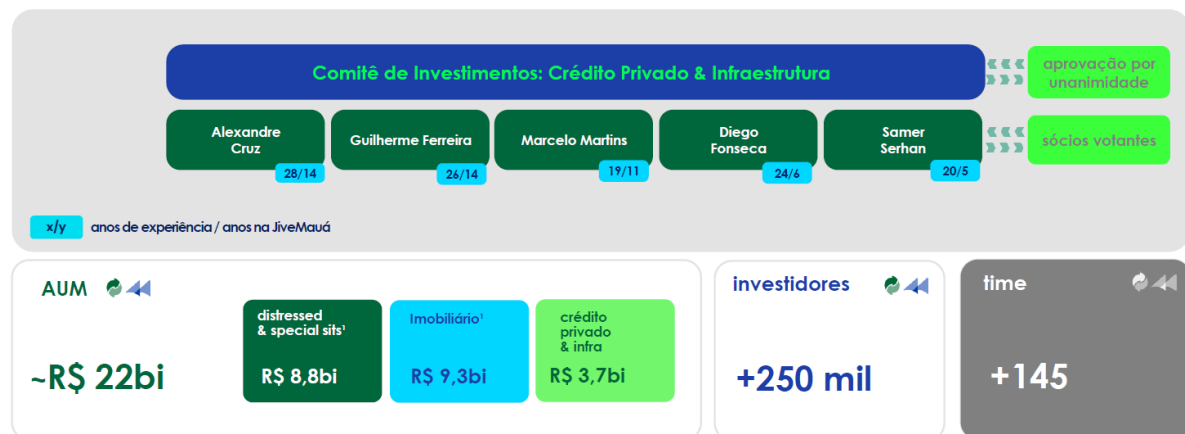 Comitê de Investimentos: Crédito Privado & Infraestrutura
aprovação por
unanimidade
Alexandre
Cruz
28/14
Guilherme Ferreira
26/14
Marcelo Martins
19/11
Diego
Fonseca
24/6
Samer
Serhan
20/5
sócios votantes
x/y anos de experiência / anos na JiveMauá
AUM
~R$ 22bi
distressed
& special sits¹
R$ 8,8bi
Imobiliário¹
R$ 9,3bi
crédito
privado
& infra
R$ 3,7bi
investidores
+250 mil
time
+145